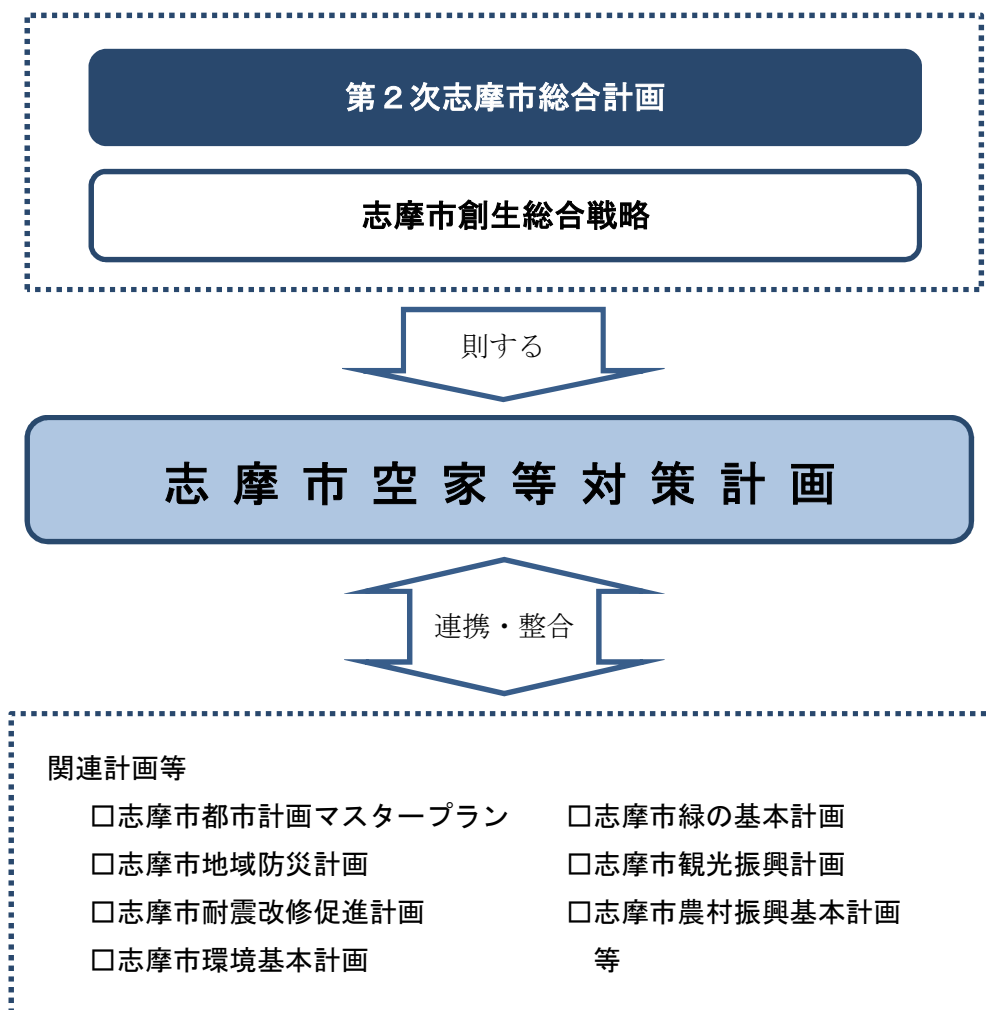 第２次志摩市総合計画
志摩市創生総合戦略
則する
志摩市空家等対策計画
連携・整合
関連計画等
□志摩市都市計画マスタープラン
□志摩市地域防災計画
□志摩市耐震改修促進計画
□志摩市環境基本計画
□志摩市緑の基本計画
□志摩市観光振興計画
□志摩市農村振興基本計画
等